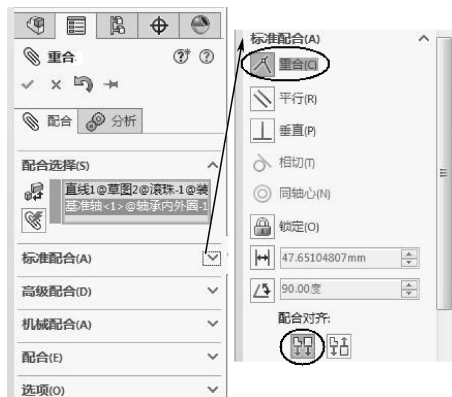 重合
配合
分析
配合选择(S)
直线1@草图2@滚珠-1@装
基准轴<1>@轴承内外圈-1
标准配合(A)
高级配合(D)
机械配合(A)
配合(E)
选项(O)
标准配合(A)
重合(C)
平行(R)
垂直(P)
相切(T)
同轴心(N)
锁定(O)
47.65104807mm
90.00度
配合对齐: